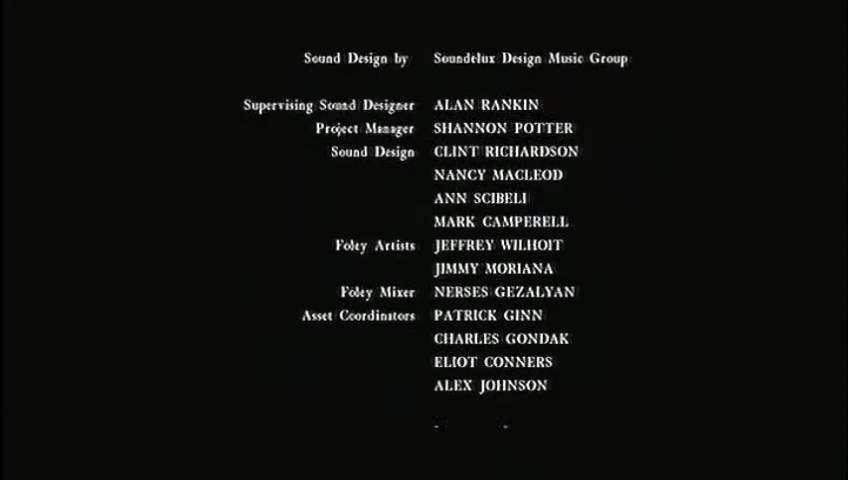 Sound Design by Soundelux Design Music Group
Supervising Sound Designer ALAN RANKIN
Project Manager SHANNON POTTER
Sound Design CLINT RICHARDSON
NANCY MACLEOD
ANN SCIBELI
MARK CAMPERELL
Foley Artists JEFFREY WILHOIT
JIMMY MORIANA
Foley Mixer NERSES GEZALYAN
Asset Coordinators PATRICK GINN
CHARLES GONDAK
ELIOT CONNERS
ALEX JOHNSON